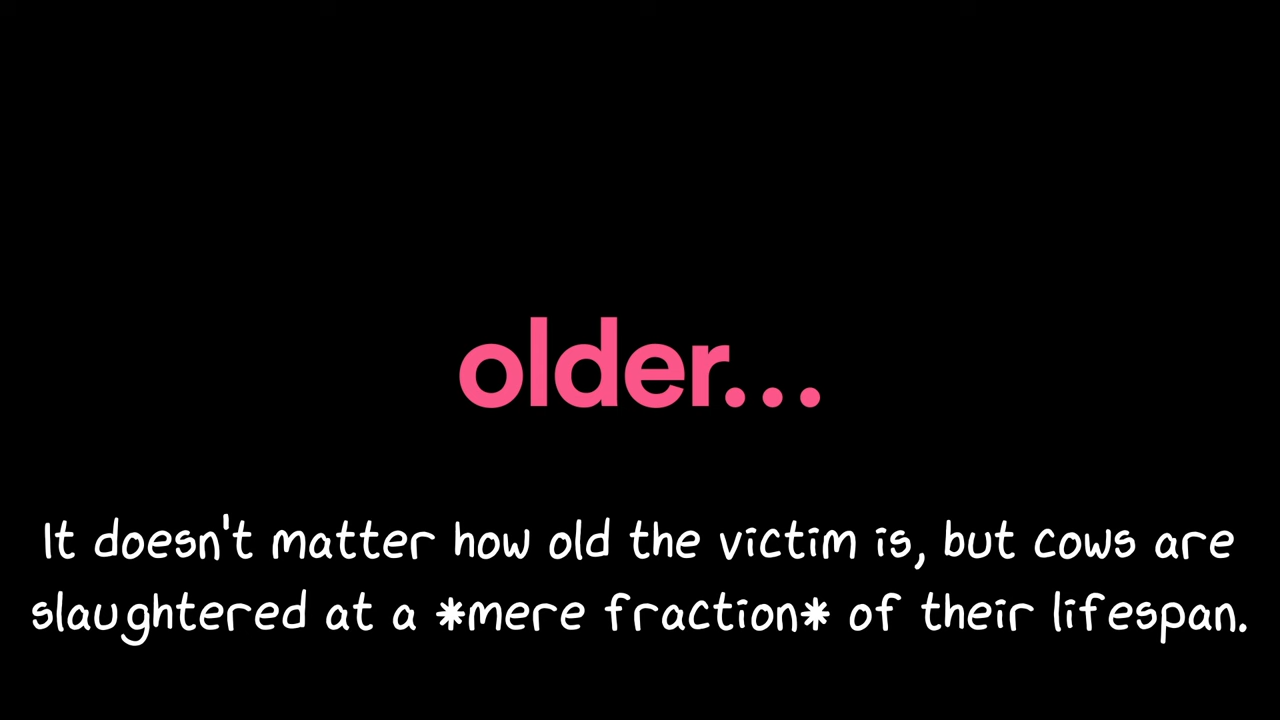 older...
It doesn't matter how old the victim is, but cows are
slaughtered at a *mere fraction* of their lifespan.